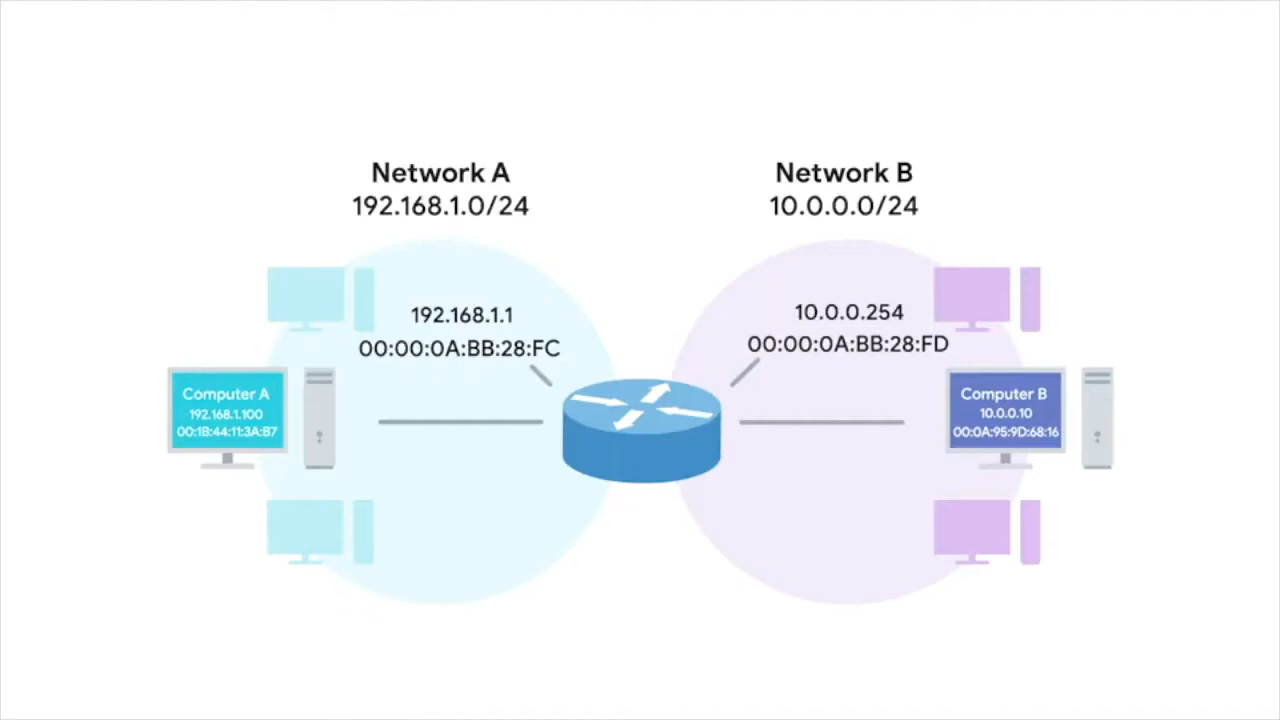 Network A
192.168.1.0/24
Network B
10.0.0.0/24
192.168.1.1
00:00:0A:BB:28:FC
10.0.0.254
00:00:0A:BB:28:FD
Computer A
192.168.1.100
00:1B:44:11:3A:B7
Computer B
10.0.0.10
00:0A:95:9D:68:16